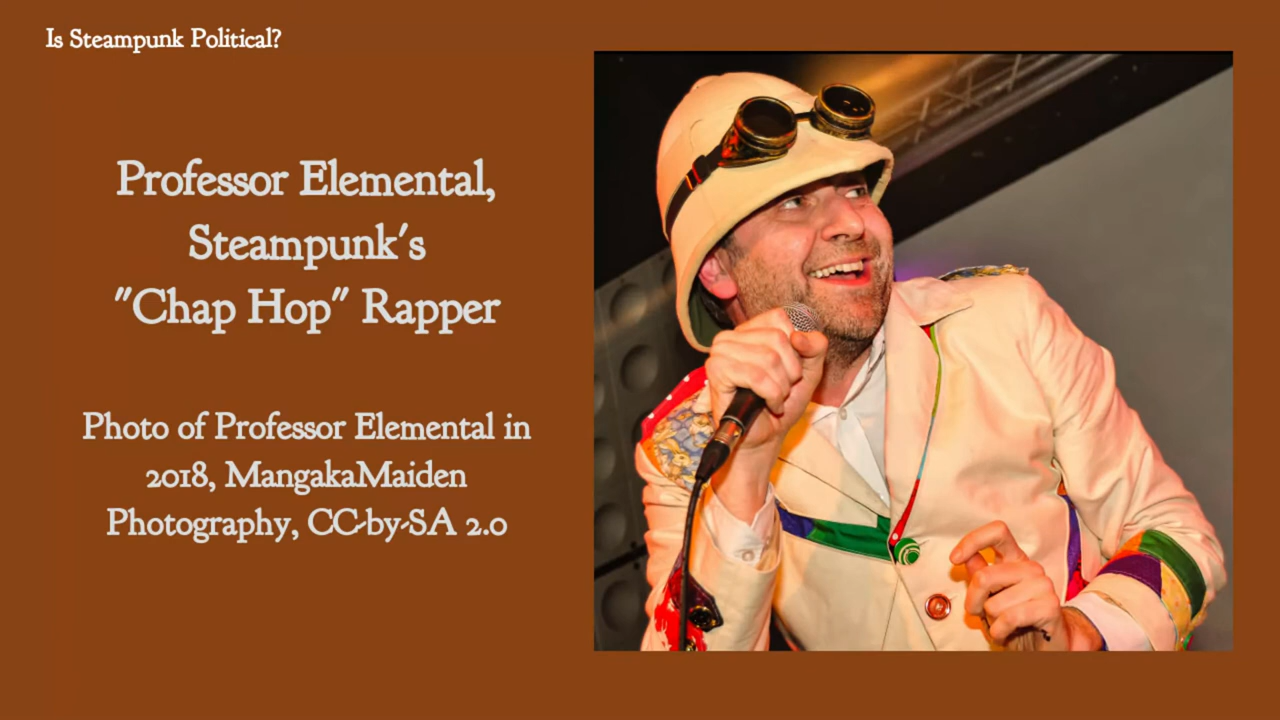 Is Steampunk Political?
Professor Elemental,
Steampunk's
"Chap Hop" Rapper
Photo of Professor Elemental in
2018, MangakaMaiden
Photography, CC-by-SA 2.0